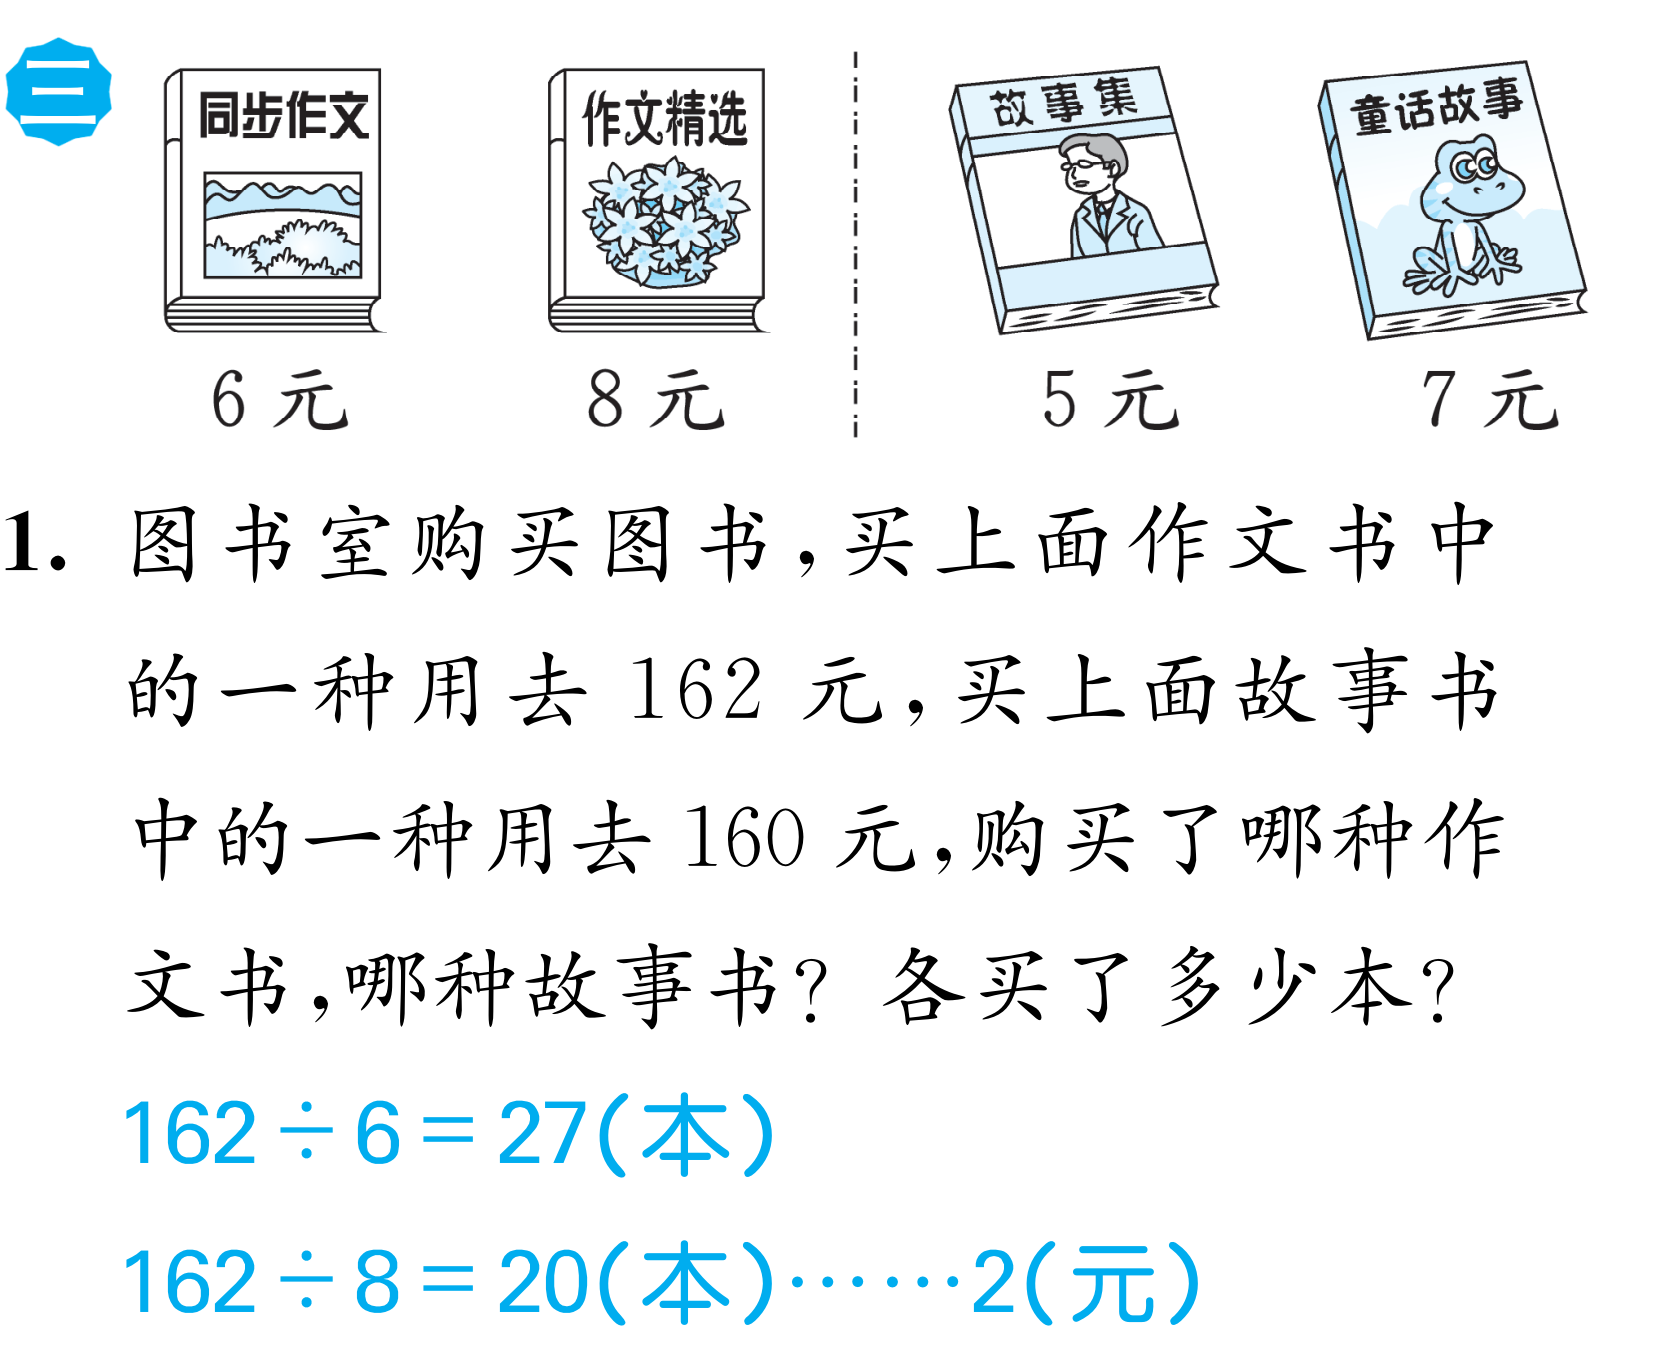 三
同步作文 作文精选 故事集 童话故事
6元 8元 5元 7元
1. 图书室购买图书,买上面作文书中
的一种用去 162 元,买上面故事书
中的一种用去 160 元,购买了哪种作
文书,哪种故事书? 各买了多少本?
162÷6=27(本)
162÷8=20(本)······2(元)